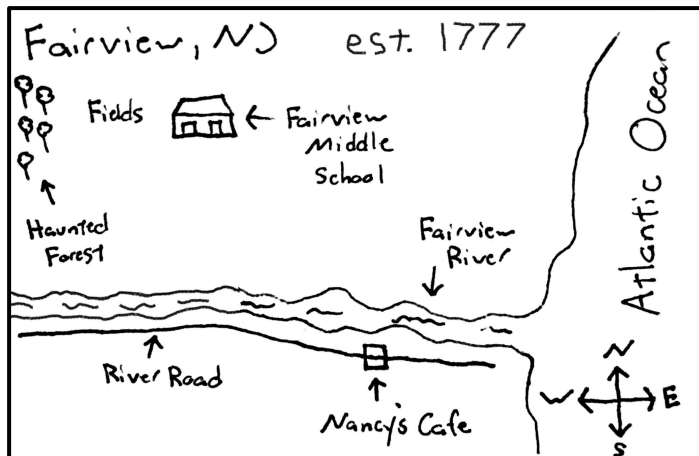 Fairview, NJ est. 1777
Fields
Fairview
Middle
School
Haunted
Forest
Fairview
River
Atlantic Ocean
River Road
Nancy's Cafe
N
W E
S